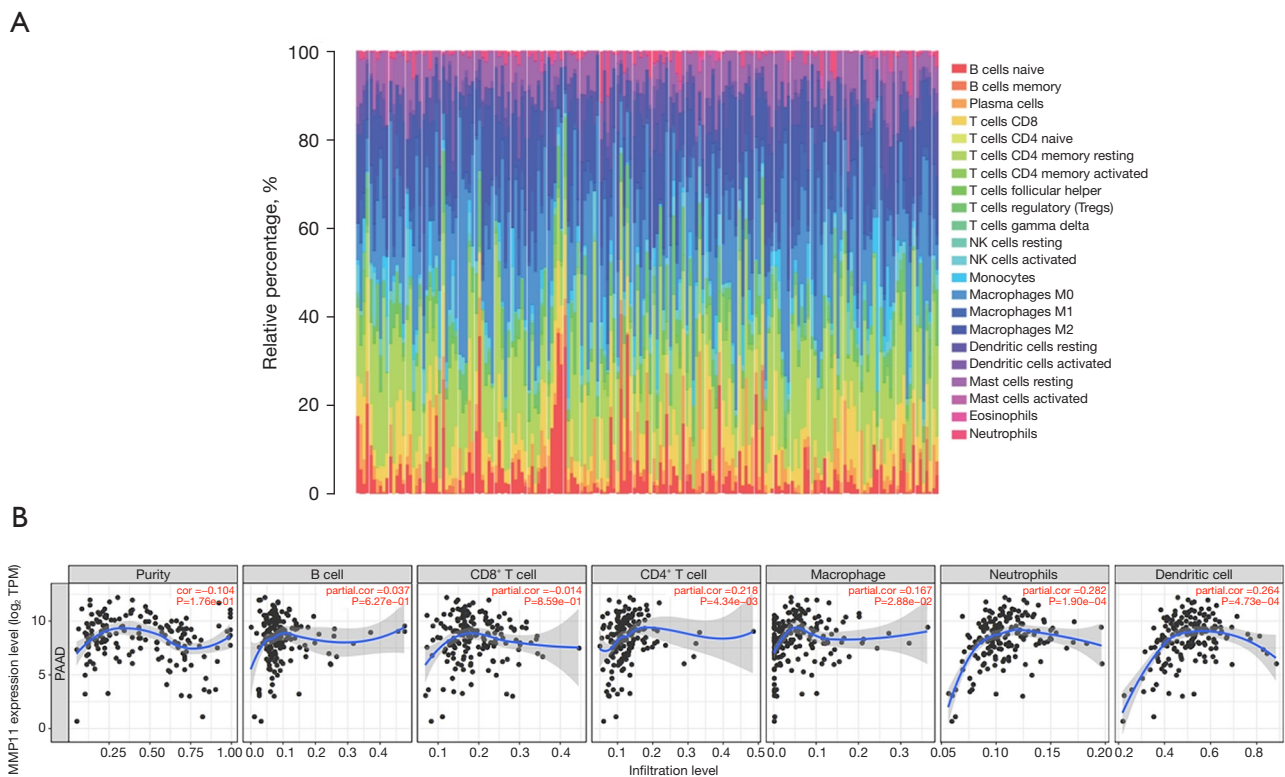 A
100
80
60
40
20
0
Relative percentage, %
B cells naive
B cells memory
Plasma cells
T cells CD8
T cells CD4 naive
T cells CD4 memory resting
T cells CD4 memory activated
T cells follicular helper
T cells regulatory (Tregs)
T cells gamma delta
NK cells resting
NK cells activated
Monocytes
Macrophages M0
Macrophages M1
Macrophages M2
Dendritic cells resting
Dendritic cells activated
Mast cells resting
Mast cells activated
Eosinophils
Neutrophils
B
MMP11 expression level (log₂ TPM)
PAAD
10
5
0
Purity
cor =−0.104
P=1.76e−01
0.25 0.50 0.75 1.00
B cell
partial.cor =0.037
P=6.27e−01
0.0 0.1 0.2 0.3 0.4
CD8⁺ T cell
partial.cor =−0.014
P=8.59e−01
0.0 0.2 0.3 0.4
CD4⁺ T cell
partial.cor =0.218
P=4.34e−03
0.1 0.2 0.3 0.4 0.5
Macrophage
partial.cor =0.167
P=2.88e−02
0.0 0.1 0.2 0.3
Neutrophils
partial.cor =0.282
P=1.90e−04
0.05 0.10 0.15 0.20
Dendritic cell
partial.cor =0.264
P=4.73e−04
0.2 0.4 0.6 0.8
Infiltration level